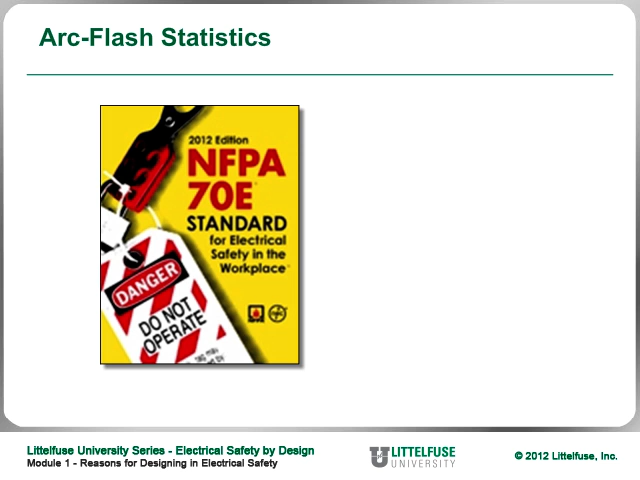 Arc-Flash Statistics
2012 Edition
NFPA
70E®
STANDARD
for Electrical
Safety in the
Workplace
DANGER
DO NOT
OPERATE
NFPA
Littelfuse University Series - Electrical Safety by Design
Module 1 - Reasons for Designing in Electrical Safety
LITTELFUSE
UNIVERSITY
© 2012 Littelfuse, Inc.